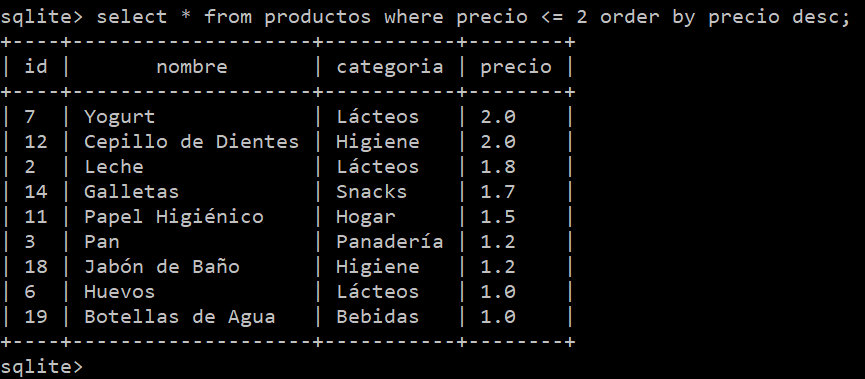 sqlite> select * from productos where precio <= 2 order by precio desc;
+----+--------------------+-----------+--------+
| id |       nombre       | categoria | precio |
+----+--------------------+-----------+--------+
| 7  | Yogurt             | Lácteos   | 2.0    |
| 12 | Cepillo de Dientes | Higiene   | 2.0    |
| 2  | Leche              | Lácteos   | 1.8    |
| 14 | Galletas           | Snacks    | 1.7    |
| 11 | Papel Higiénico    | Hogar     | 1.5    |
| 3  | Pan                | Panadería | 1.2    |
| 18 | Jabón de Baño      | Higiene   | 1.2    |
| 6  | Huevos             | Lácteos   | 1.0    |
| 19 | Botellas de Agua   | Bebidas   | 1.0    |
+----+--------------------+-----------+--------+
sqlite>